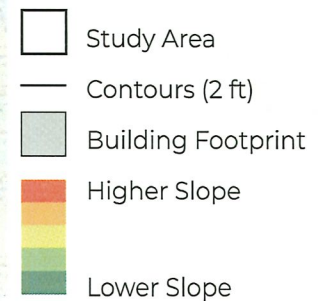 Study Area
Contours (2 ft)
Building Footprint
Higher Slope
Lower Slope